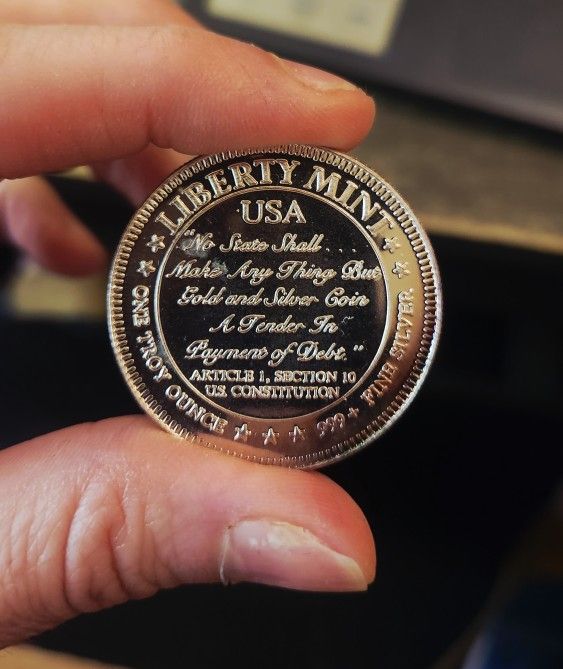 LIBERTY MINT
USA
"No State Shall . . .
Make Any Thing But
Gold and Silver Coin
A Tender In
Payment of Debt."
ARTICLE 1, SECTION 10
U.S. CONSTITUTION
ONE TROY OUNCE
.999+ FINE SILVER